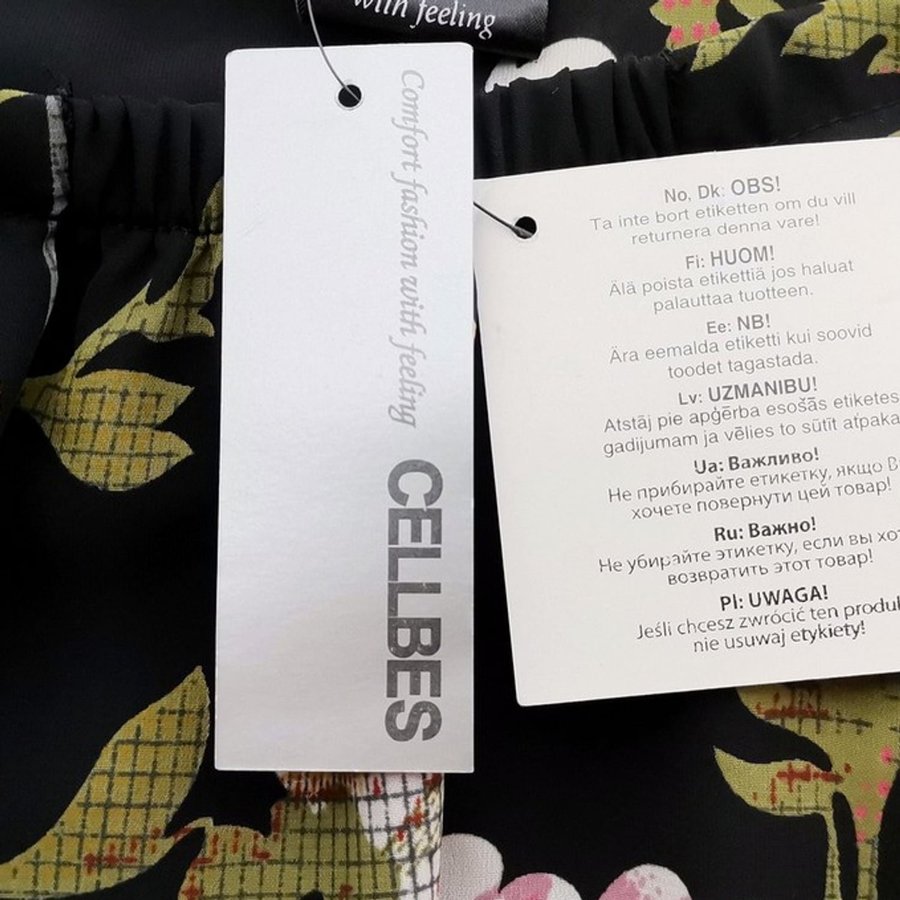 with feeling
Comfort fashion with feeling
CELLBES
No, Dk: OBS!
Ta inte bort etiketten om du vill
returnera denna vare!
Fi: HUOM!
Älä poista etikettiä jos haluat
palauttaa tuotteen.
Ee: NB!
Ära eemalda etiketti kui soovid
toodet tagastada.
Lv: UZMANIBU!
Atstāj pie apģērba esošās etiketes
gadijumam ja vēlies to sūtīt atpaka
Ua: Важливо!
Не прибирайте етикетку, якщо В
хочете повернути цей товар!
Ru: Важно!
Не убирайте этикетку, если вы хот
возвратить этот товар!
Pl: UWAGA!
Jeśli chcesz zwrócić ten produk
nie usuwaj etykiety!